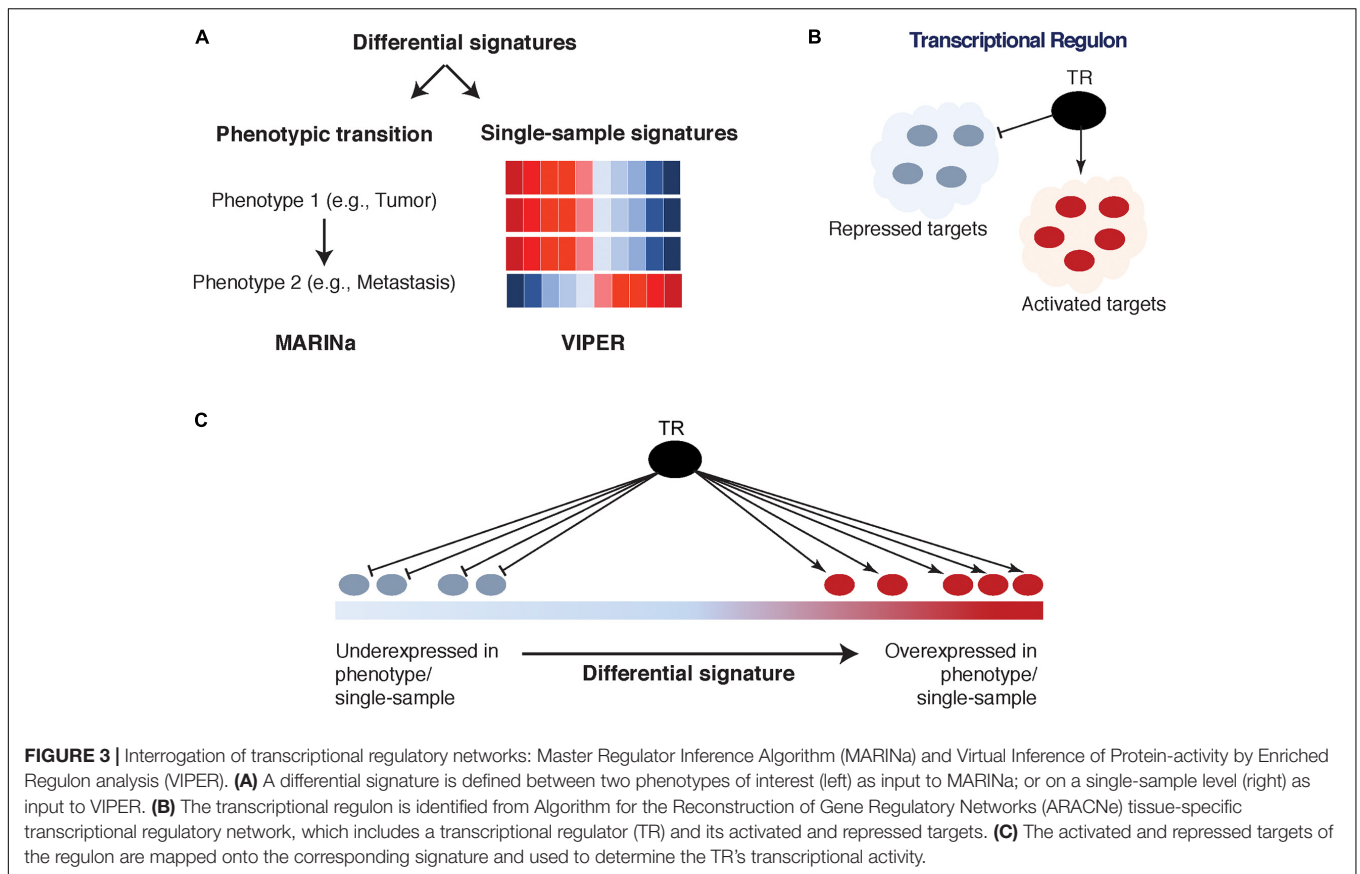 A
Differential signatures
Phenotypic transition
Single-sample signatures
Phenotype 1 (e.g., Tumor)
Phenotype 2 (e.g., Metastasis)
MARINa
VIPER
B
Transcriptional Regulon
TR
Repressed targets
Activated targets
C
TR
Underexpressed in
phenotype/
single-sample
Differential signature
Overexpressed in
phenotype/
single-sample
FIGURE 3 | Interrogation of transcriptional regulatory networks: Master Regulator Inference Algorithm (MARINa) and Virtual Inference of Protein-activity by Enriched
Regulon analysis (VIPER). (A) A differential signature is defined between two phenotypes of interest (left) as input to MARINa; or on a single-sample level (right) as
input to VIPER. (B) The transcriptional regulon is identified from Algorithm for the Reconstruction of Gene Regulatory Networks (ARACNe) tissue-specific
transcriptional regulatory network, which includes a transcriptional regulator (TR) and its activated and repressed targets. (C) The activated and repressed targets of
the regulon are mapped onto the corresponding signature and used to determine the TR's transcriptional activity.